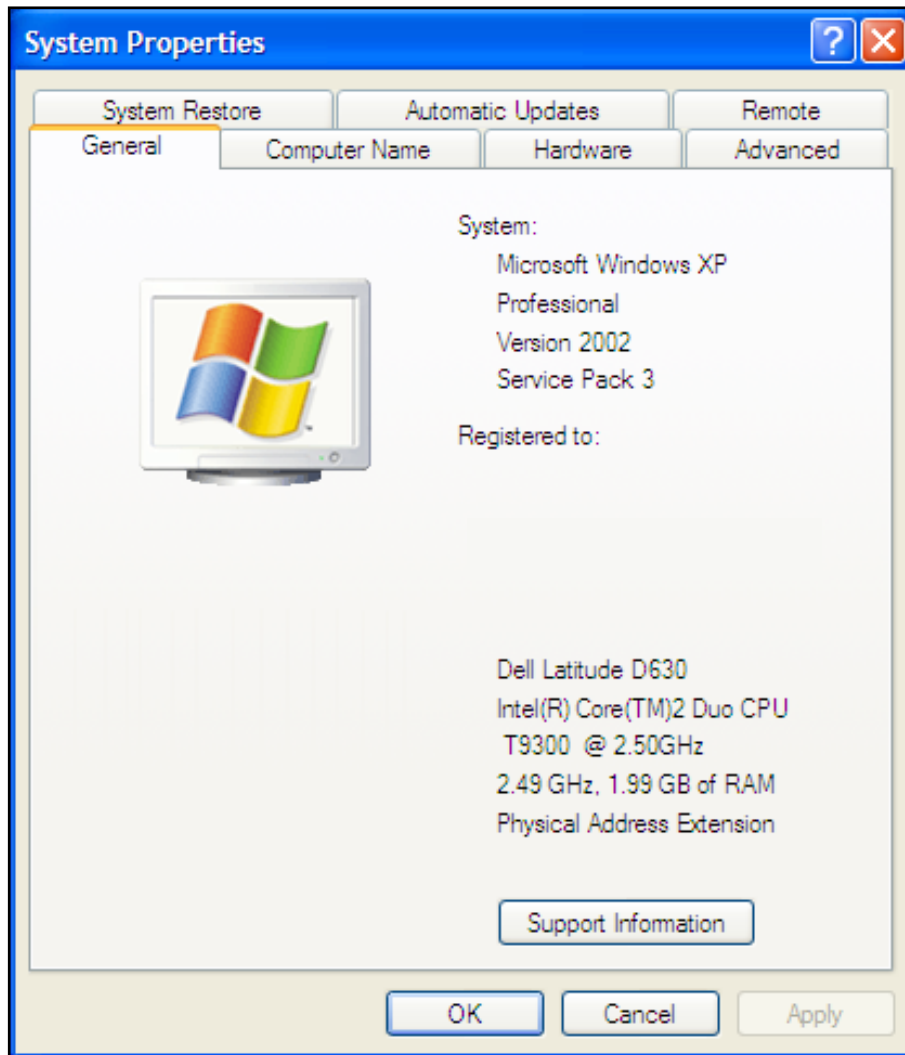 System Properties
System Restore
Automatic Updates
Remote
General
Computer Name
Hardware
Advanced
System:
Microsoft Windows XP
Professional
Version 2002
Service Pack 3
Registered to:
Dell Latitude D630
Intel(R) Core(TM)2 Duo CPU
T9300 @ 2.50GHz
2.49 GHz, 1.99 GB of RAM
Physical Address Extension
Support Information
OK
Cancel
Apply